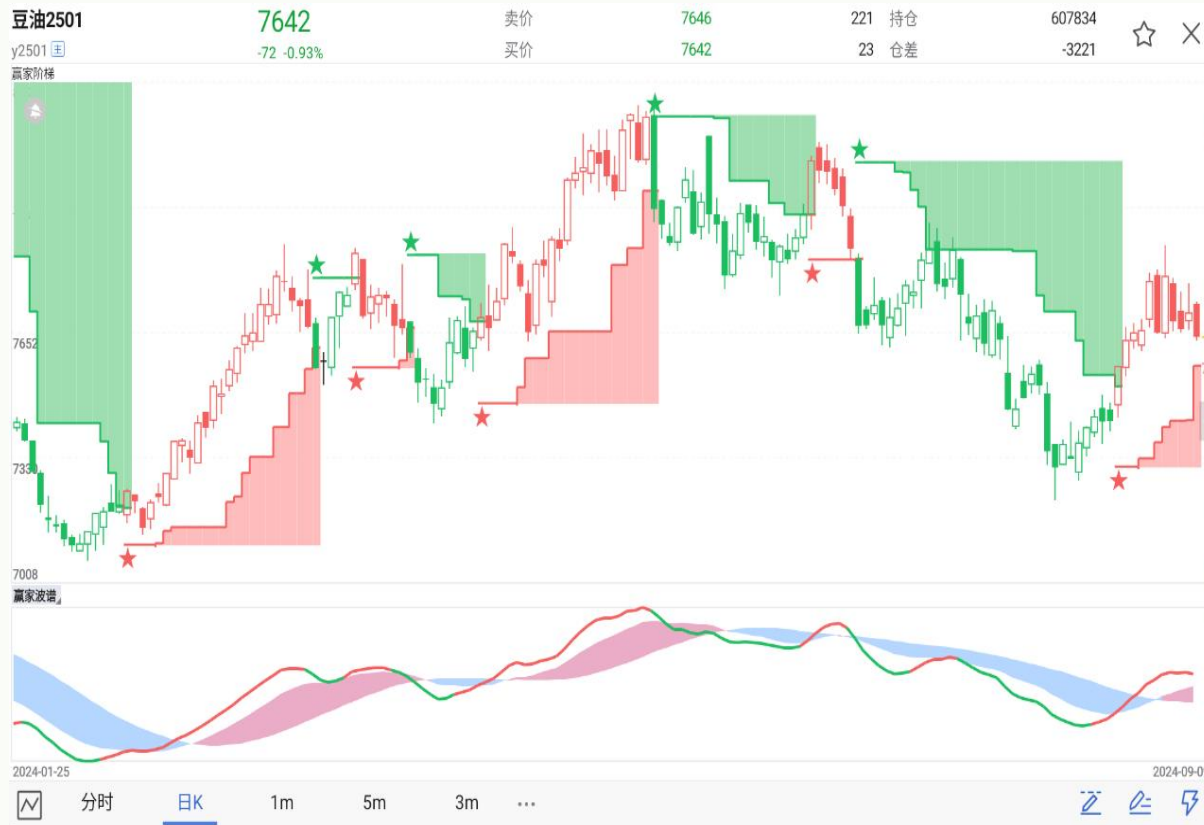 豆油2501 7642 卖价 7646 221 持仓 607834
y2501 主 -72 -0.93% 买价 7642 23 仓差 -3221
赢家阶梯
7652
7330
7008
赢家波谱
2024-01-25 2024-09-0
分时 日K 1m 5m 3m ···